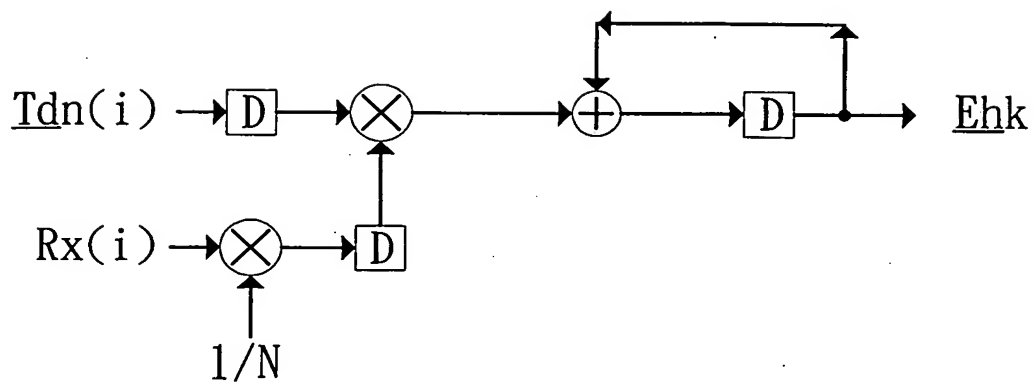 Tdn(i)
D
D
Ehk
Rx(i)
D
1/N